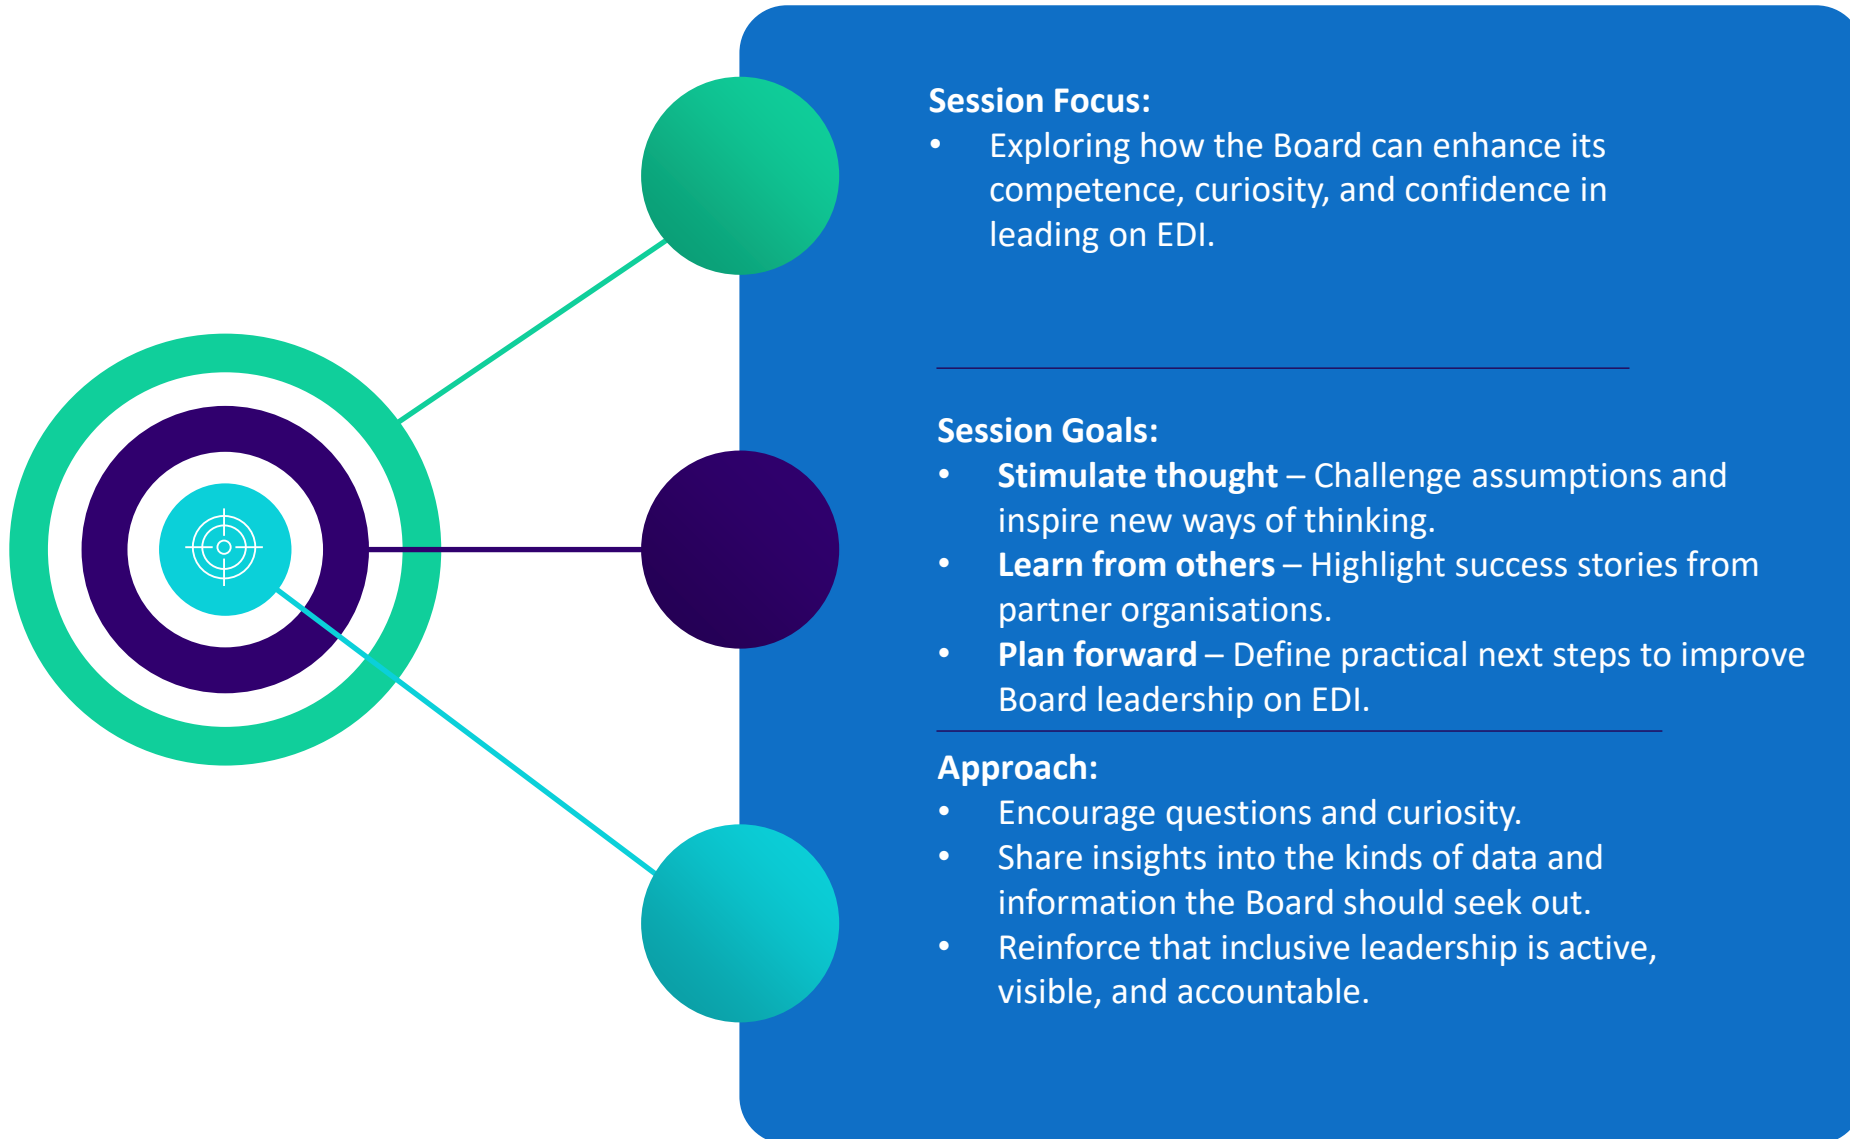 Session Focus:
• Exploring how the Board can enhance its
competence, curiosity, and confidence in
leading on EDI.
Session Goals:
• Stimulate thought – Challenge assumptions and
inspire new ways of thinking.
• Learn from others – Highlight success stories from
partner organisations.
• Plan forward – Define practical next steps to improve
Board leadership on EDI.
Approach:
• Encourage questions and curiosity.
• Share insights into the kinds of data and
information the Board should seek out.
• Reinforce that inclusive leadership is active,
visible, and accountable.